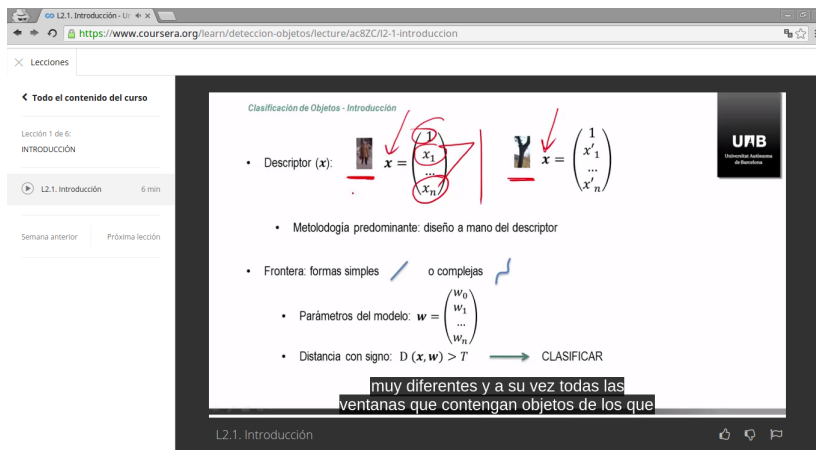 L2.1. Introducción - Un
https://www.coursera.org/learn/deteccion-objetos/lecture/ac8ZC/l2-1-introduccion
Lecciones
Todo el contenido del curso
Lección 1 de 6:
INTRODUCCIÓN
L2.1. Introducción 6 min
Semana anterior Próxima lección
Clasificación de Objetos - Introducción
UAB
Universitat Autònoma
de Barcelona
• Descriptor (x): x = (1 x₁ ... xₙ) x = (1 x'₁ ... x'ₙ)
• Metolodogía predominante: diseño a mano del descriptor
• Frontera: formas simples o complejas
• Parámetros del modelo: w = (w₀ w₁ ... wₙ)
• Distancia con signo: D (x, w) > T → CLASIFICAR
muy diferentes y a su vez todas las
ventanas que contengan objetos de los que
L2.1. Introducción